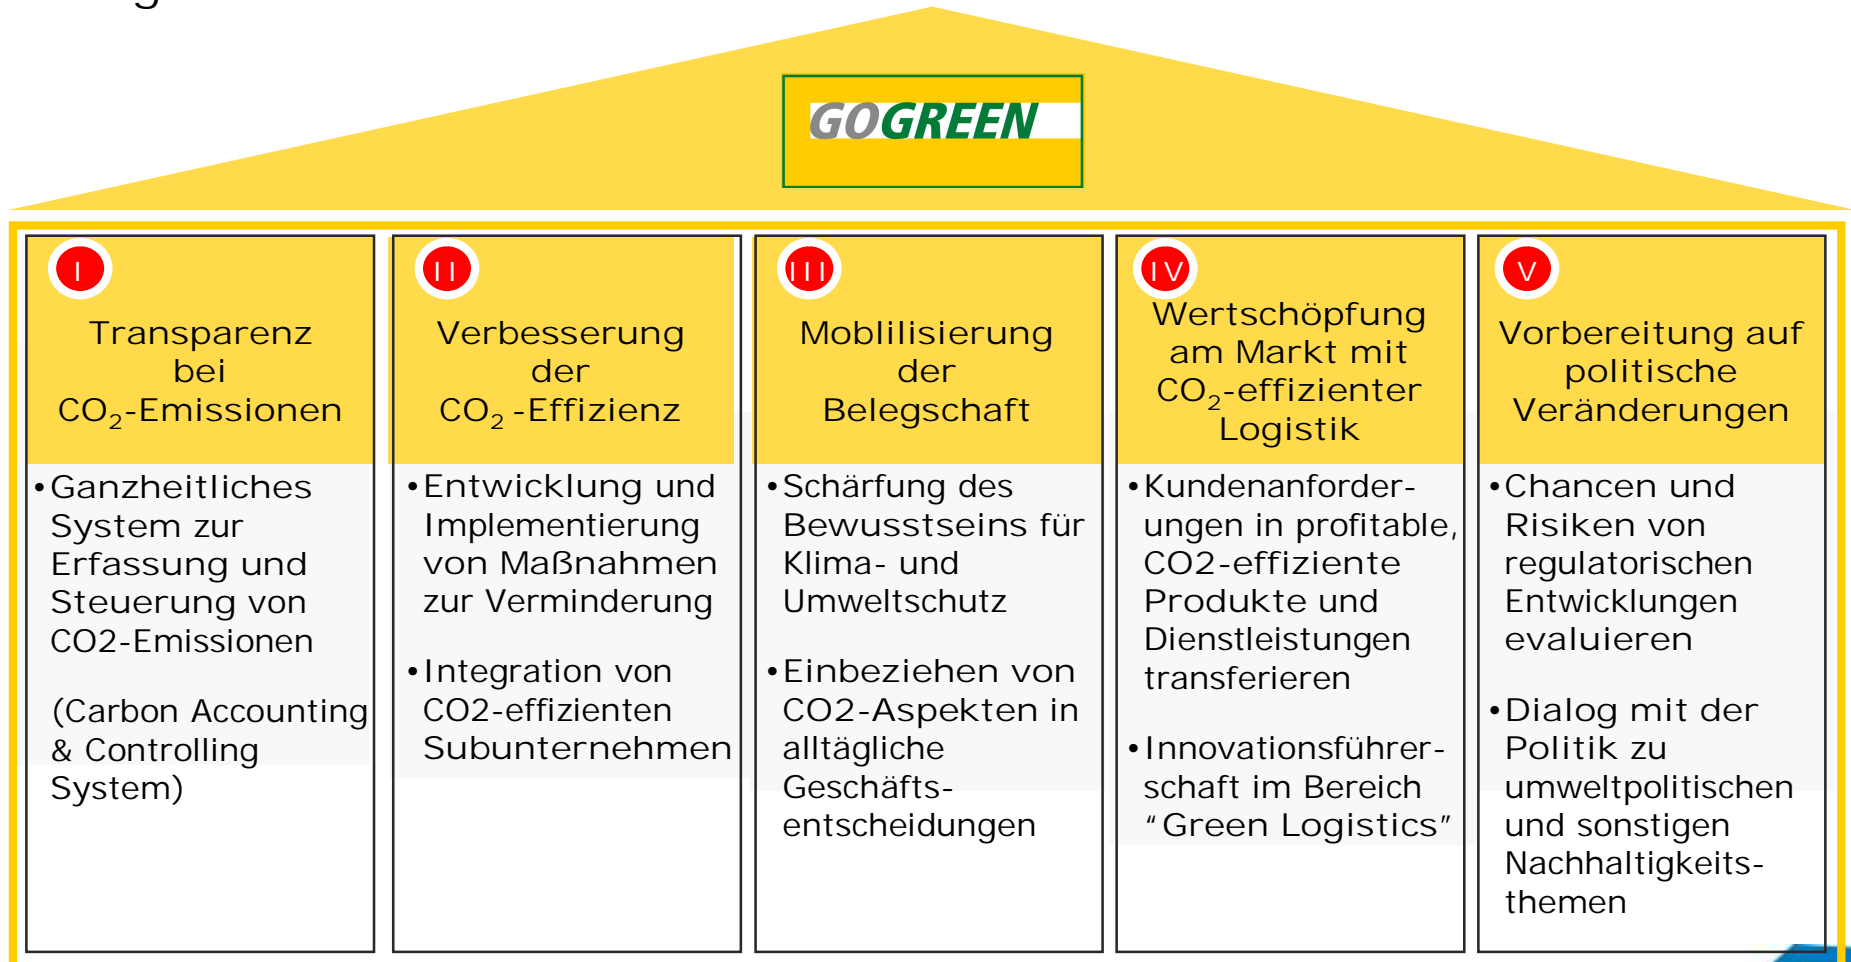 GOGREEN
I
Transparenz
bei
CO₂-Emissionen
•Ganzheitliches
System zur
Erfassung und
Steuerung von
CO2-Emissionen
(Carbon Accounting
& Controlling
System)
II
Verbesserung
der
CO₂ -Effizienz
•Entwicklung und
Implementierung
von Maßnahmen
zur Verminderung
•Integration von
CO2-effizienten
Subunternehmen
III
Moblilisierung
der
Belegschaft
•Schärfung des
Bewusstseins für
Klima- und
Umweltschutz
•Einbeziehen von
CO2-Aspekten in
alltägliche
Geschäfts-
entscheidungen
IV
Wertschöpfung
am Markt mit
CO₂-effizienter
Logistik
•Kundenanforder-
ungen in profitable,
CO2-effiziente
Produkte und
Dienstleistungen
transferieren
•Innovationsführer-
schaft im Bereich
“Green Logistics”
V
Vorbereitung auf
politische
Veränderungen
•Chancen und
Risiken von
regulatorischen
Entwicklungen
evaluieren
•Dialog mit der
Politik zu
umweltpolitischen
und sonstigen
Nachhaltigkeits-
themen